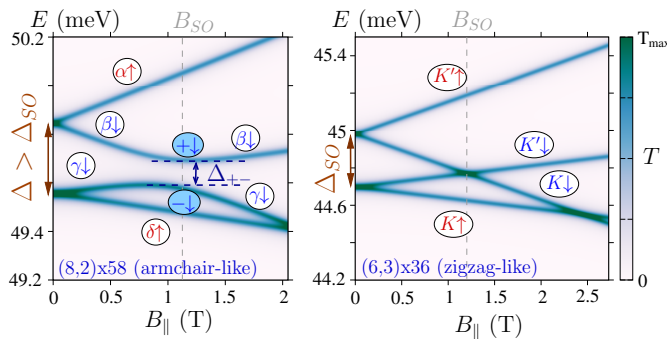 E (meV)
B_SO
50.2
49.4
49.2
Δ > Δ_SO
α↑
β↓
+↓
β↓
γ↓
Δ_+−
γ↓
−↓
δ↑
(8,2)x58 (armchair-like)
0 0.5 1 1.5 2
B_∥ (T)
E (meV)
B_SO
45.5
45
44.6
44.2
Δ_SO
K'↑
K'↓
K↓
K↑
(6,3)x36 (zigzag-like)
0 0.5 1 1.5 2 2.5
B_∥ (T)
T_max
T
0